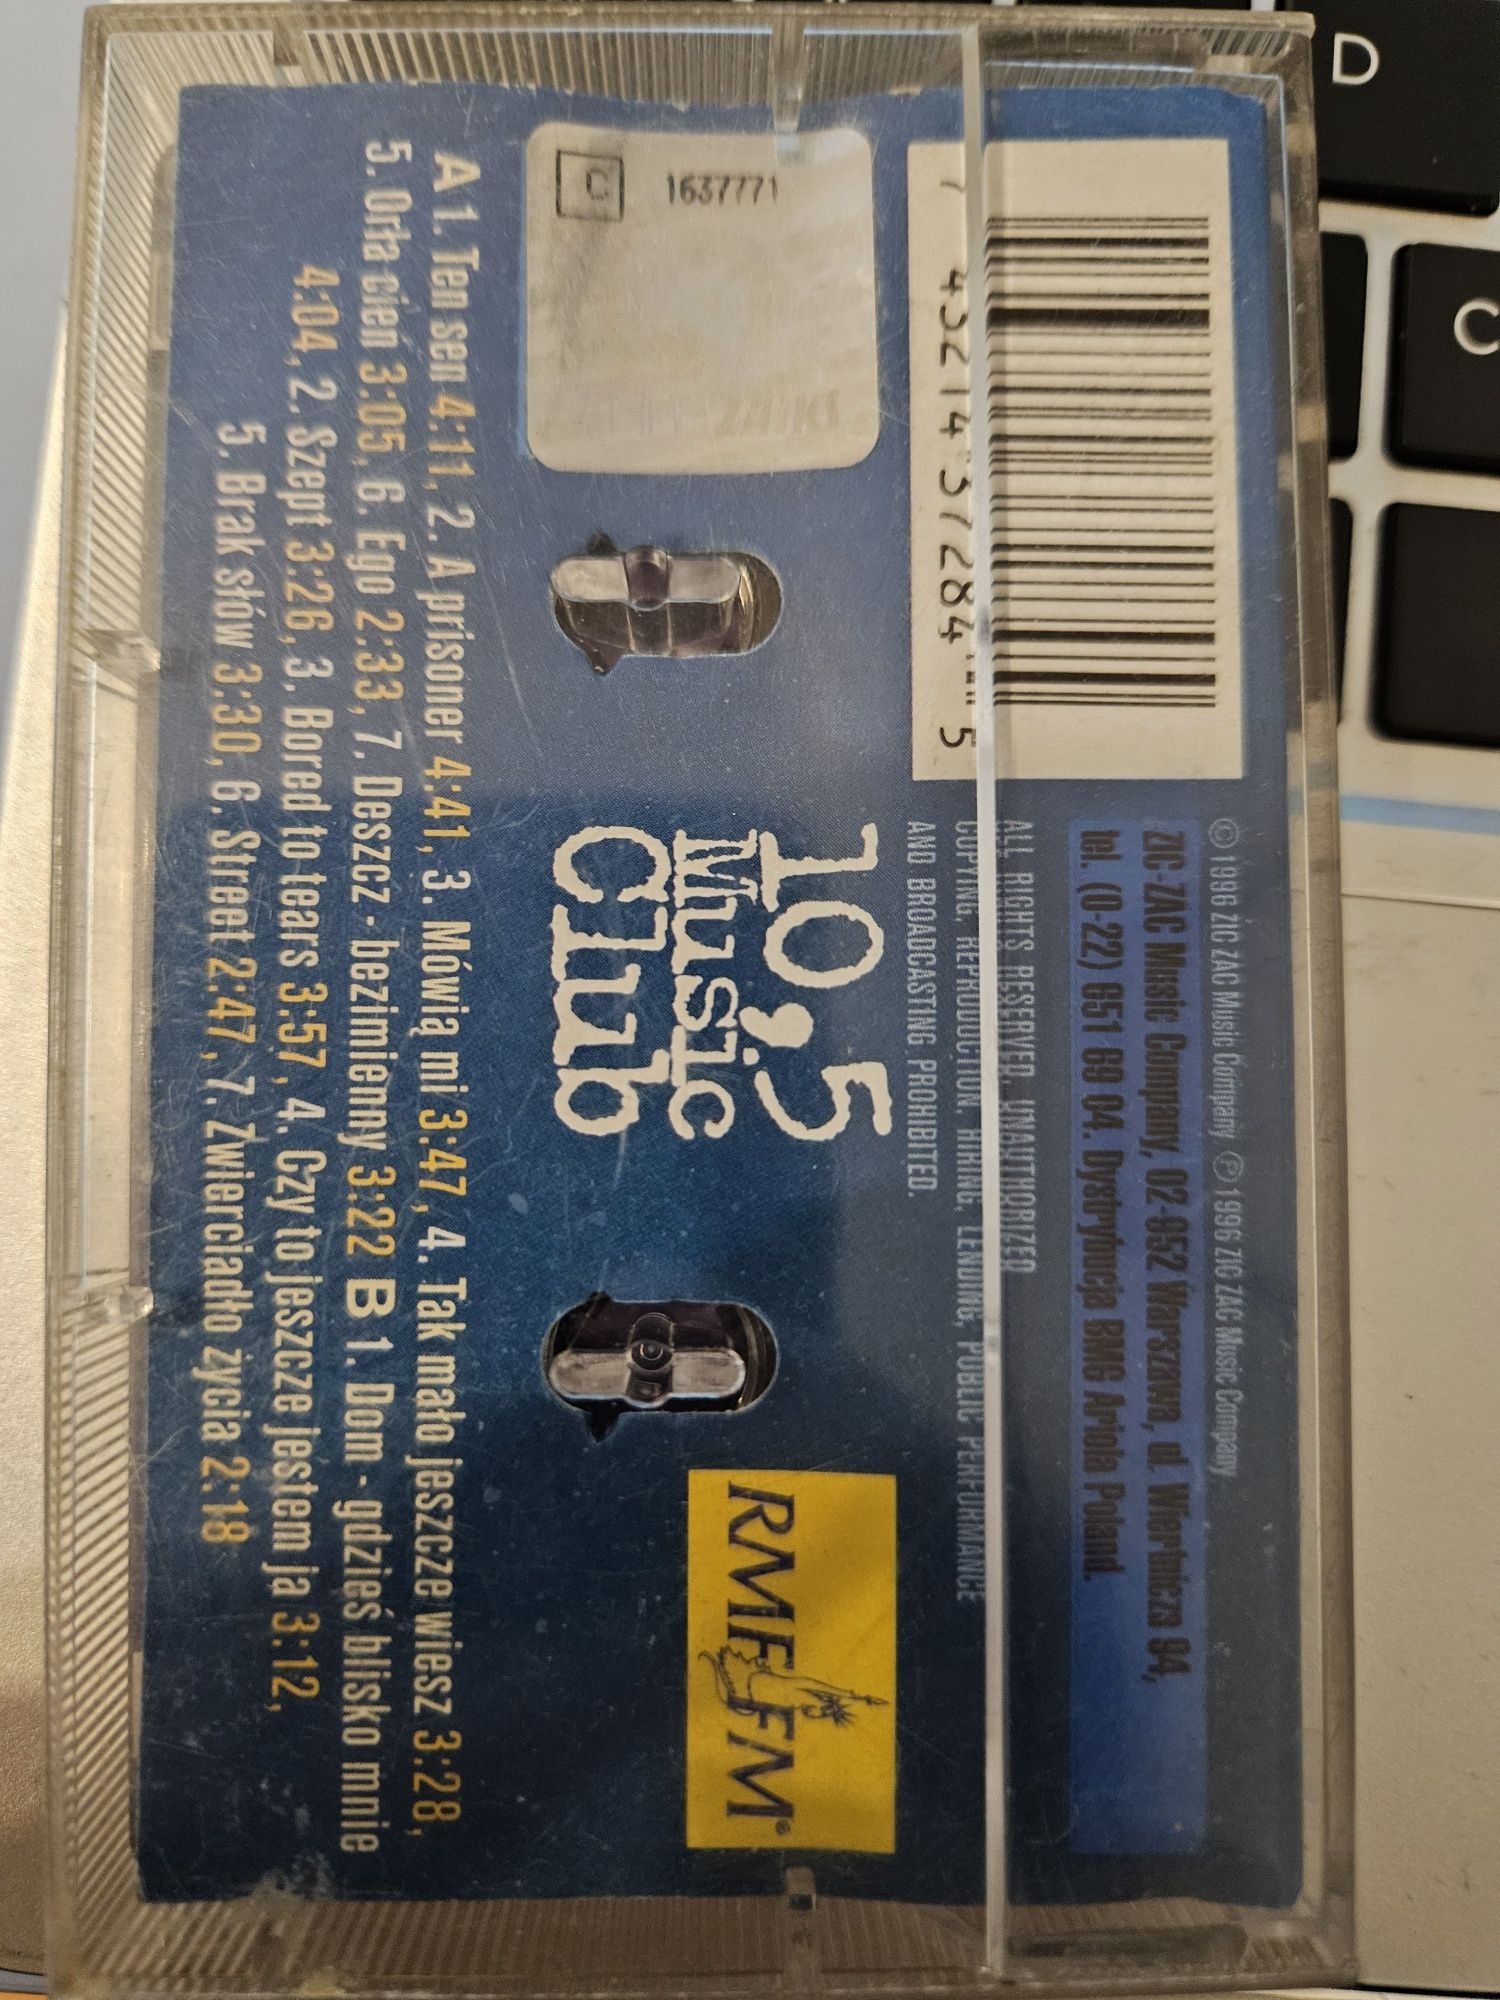 © 1996 ZIC ZAC Music Company ℗ 1996 ZIC ZAC Music Company
ZIC-ZAC Music Company, 02-952 Warszawa, ul. Wiertnicza 94,
tel. (0-22) 651 69 04. Dystrybucja BMG Ariola Poland.
ALL RIGHTS RESERVED. UNAUTHORIZED
COPYING, REPRODUCTION, HIRING, LENDING, PUBLIC PERFORMANCE
AND BROADCASTING PROHIBITED.
7 43214 37284 5
C 1637771
10,5
Music
Club
RMF FM®
A 1. Ten sen 4:11, 2. A prisoner 4:41, 3. Mówią mi 3:47, 4. Tak mało jeszcze wiesz 3:28,
5. Orła cień 3:05, 6. Ego 2:33, 7. Deszcz - bezimienny 3:22 B 1. Dom - gdzieś blisko mnie
4:04, 2. Szept 3:26, 3. Bored to tears 3:57, 4. Czy to jeszcze jestem ja 3:12,
5. Brak słów 3:30, 6. Street 2:47, 7. Zwierciadło życia 2:18
D
C